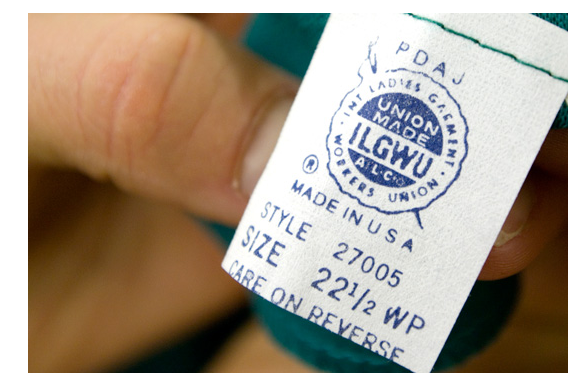 PDAJ
INT LADIES GARMENT
UNION
MADE
ILGWU
AFL-CIO
WORKERS UNION
®
MADE IN USA
STYLE 27005
SIZE 22½ WP
CARE ON REVERSE